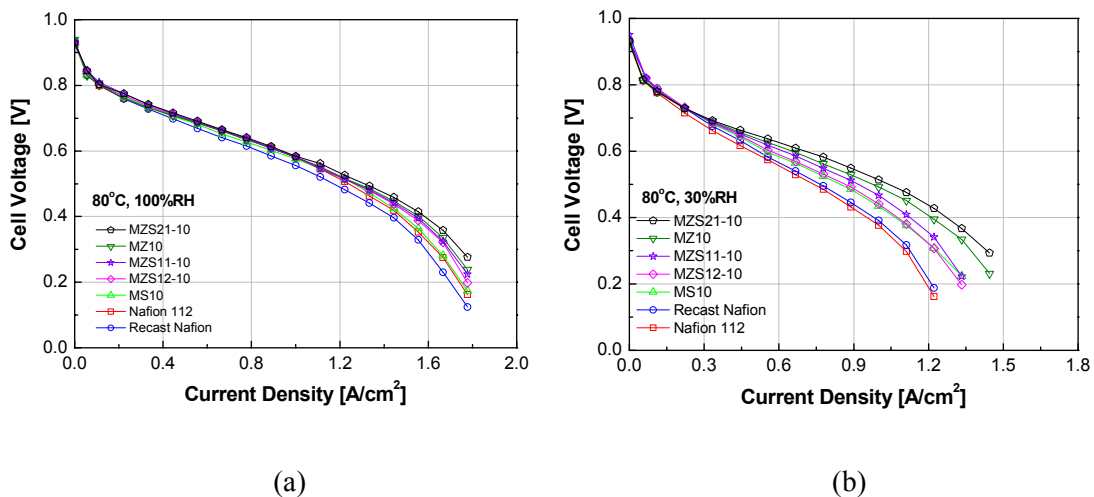 1.0
0.8
0.6
0.4
0.2
0.0
Cell Voltage [V]
80°C, 100%RH
MZS21-10
MZ10
MZS11-10
MZS12-10
MS10
Nafion 112
Recast Nafion
0.0 0.4 0.8 1.2 1.6 2.0
Current Density [A/cm²]
(a)
1.0
0.8
0.6
0.4
0.2
0.0
Cell Voltage [V]
80°C, 30%RH
MZS21-10
MZ10
MZS11-10
MZS12-10
MS10
Recast Nafion
Nafion 112
0.0 0.3 0.6 0.9 1.2 1.5 1.8
Current Density [A/cm²]
(b)